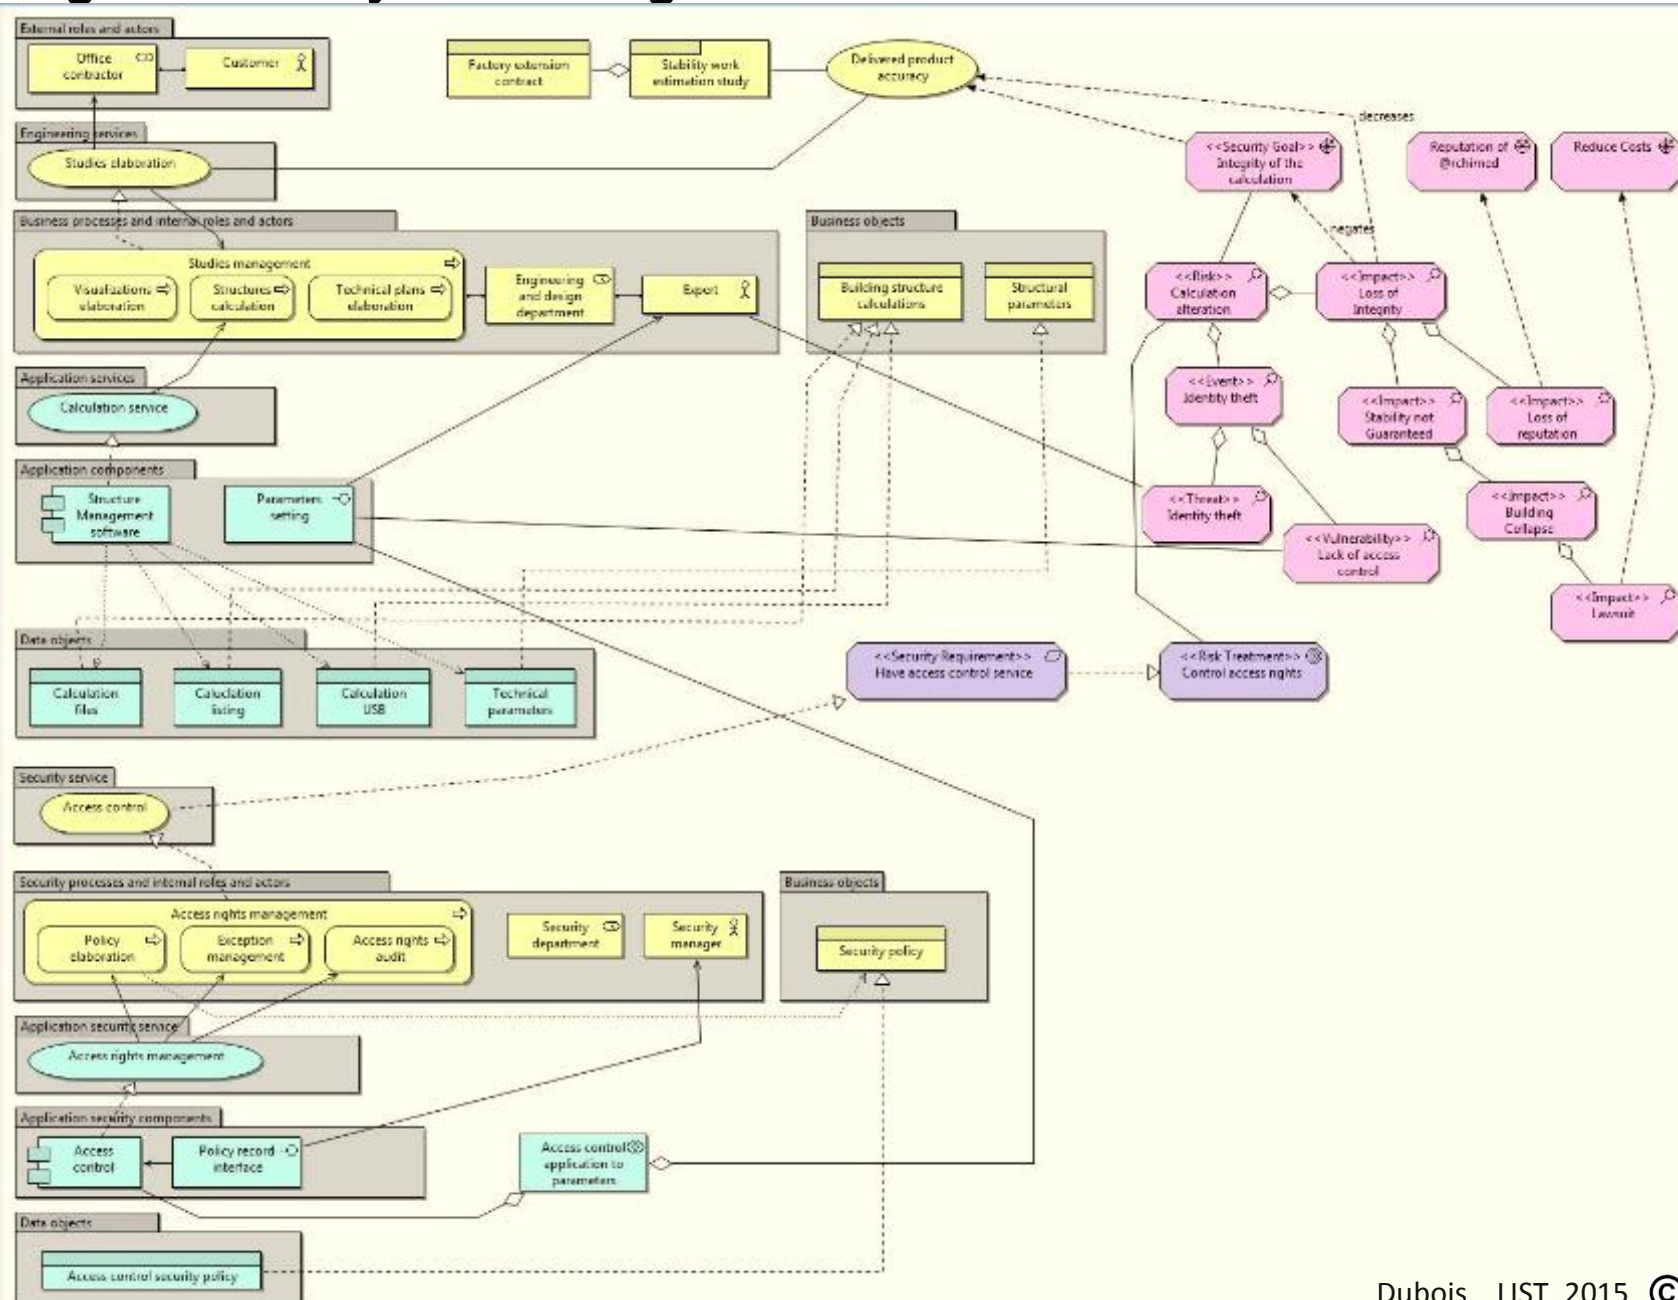 External roles and actors
Office
contractor
Customer
Factory extension
contract
Stability work
estimation study
Delivered product
accuracy
decreases
Engineering services
Studies elaboration
<<Security Goal>>
Integrity of the
calculation
Reputation of
@rchimed
Reduce Costs
negates
Business processes and internal roles and actors
Studies management
Visualizations
elaboration
Structures
calculation
Technical plans
elaboration
Engineering
and design
department
Expert
Business objects
Building structure
calculations
Structural
parameters
<<Risk>>
Calculation
alteration
<<Impact>>
Loss of
Integrity
Application services
Calculation service
<<Event>>
Identity theft
<<Impact>>
Stability not
Guaranteed
<<Impact>>
Loss of
reputation
Application components
Structure
Management
software
Parameters
setting
<<Threat>>
Identity theft
<<Impact>>
Building
Collapse
<<Vulnerability>>
Lack of access
control
<<Impact>>
Lawsuit
Data objects
Calculation
files
Caluclation
listing
Calculation
USB
Technical
parameters
<<Security Requirement>>
Have access control service
<<Risk Treatment>>
Control access rights
Security service
Access control
Security processes and internal roles and actors
Access rights management
Policy
elaboration
Exception
management
Access rights
audit
Security
department
Security
manager
Business objects
Security policy
Application security service
Access rights management
Application security components
Access
control
Policy record
interface
Access control
application to
parameters
Data objects
Access control security policy
Dubois LIST 2015 ©